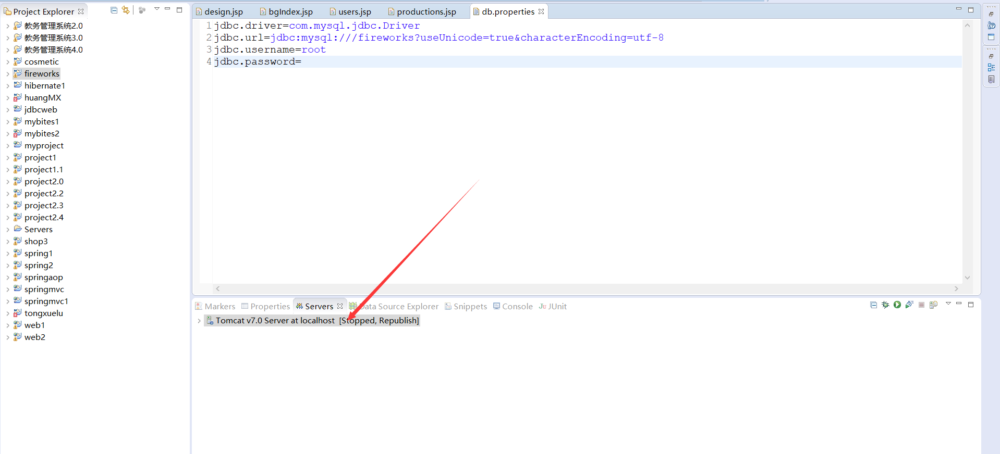 Project Explorer
教务管理系统2.0
教务管理系统3.0
教务管理系统4.0
cosmetic
fireworks
hibernate1
huangMX
jdbcweb
mybites1
mybites2
myproject
project1
project1.1
project2.0
project2.2
project2.3
project2.4
Servers
shop3
spring1
spring2
springaop
springmvc
springmvc1
tongxuelu
web1
web2
design.jsp bgIndex.jsp users.jsp productions.jsp db.properties
1 jdbc.driver=com.mysql.jdbc.Driver
2 jdbc.url=jdbc:mysql:///fireworks?useUnicode=true&characterEncoding=utf-8
3 jdbc.username=root
4 jdbc.password=
Markers Properties Servers Data Source Explorer Snippets Console Ju JUnit
Tomcat v7.0 Server at localhost [Stopped, Republish]